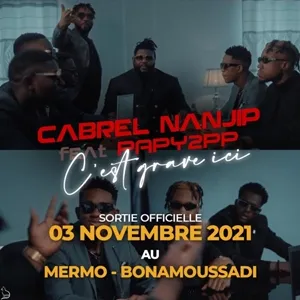 CABREL NANJIP
feat PAPY2PP
C'est grave ici
SORTIE OFFICIELLE
03 NOVEMBRE 2021
AU
MERMO - BONAMOUSSADI